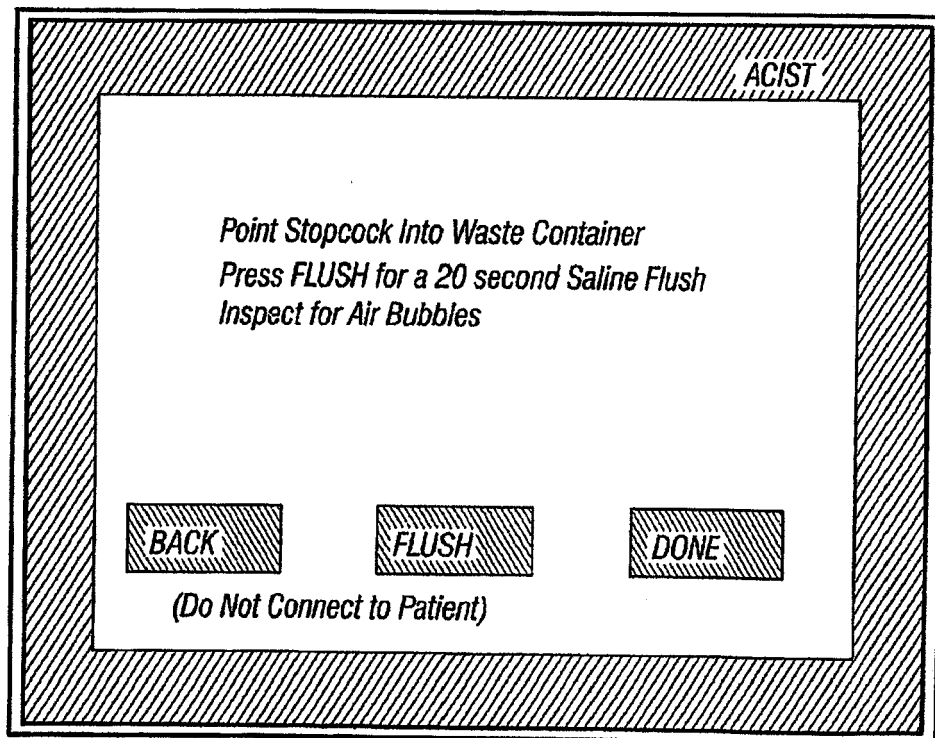 ACIST
Point Stopcock Into Waste Container
Press FLUSH for a 20 second Saline Flush
Inspect for Air Bubbles
BACK FLUSH DONE
(Do Not Connect to Patient)